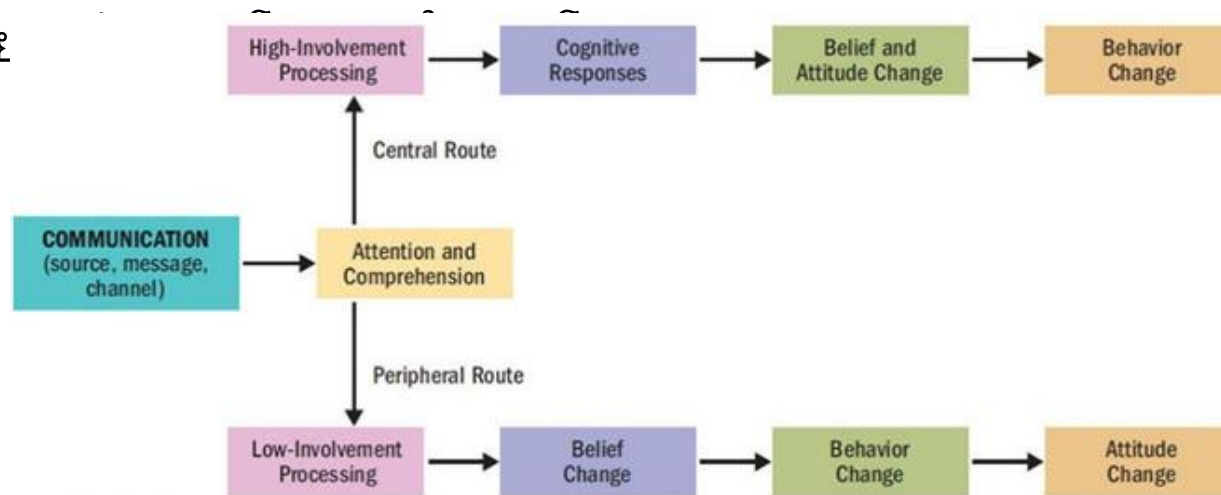 High-Involvement
Processing
Cognitive
Responses
Belief and
Attitude Change
Behavior
Change
Central Route
COMMUNICATION
(source, message,
channel)
Attention and
Comprehension
Peripheral Route
Low-Involvement
Processing
Belief
Change
Behavior
Change
Attitude
Change